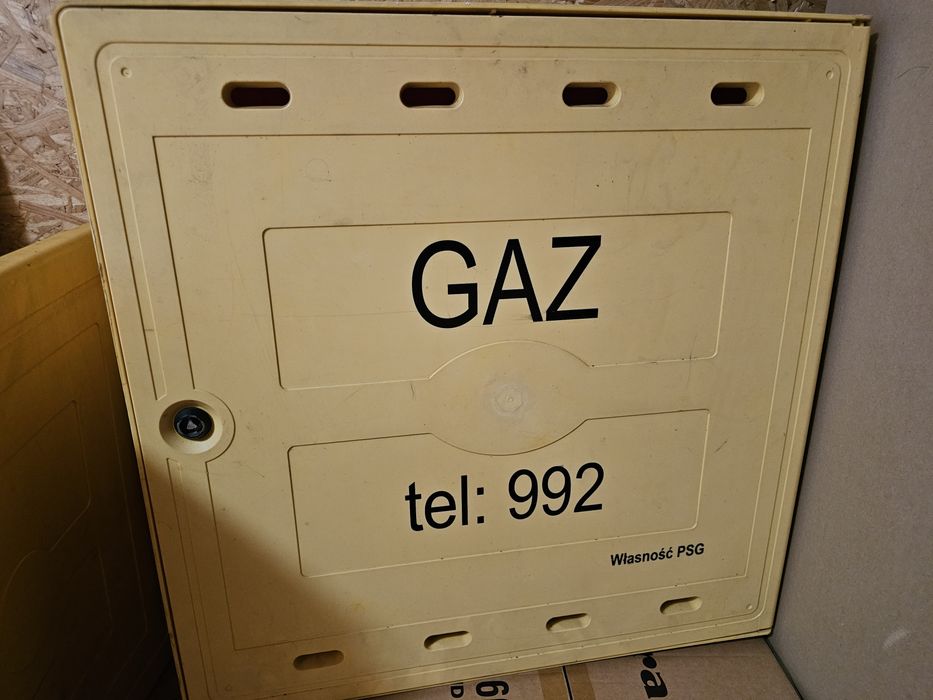 GAZ
tel: 992
Własność PSG